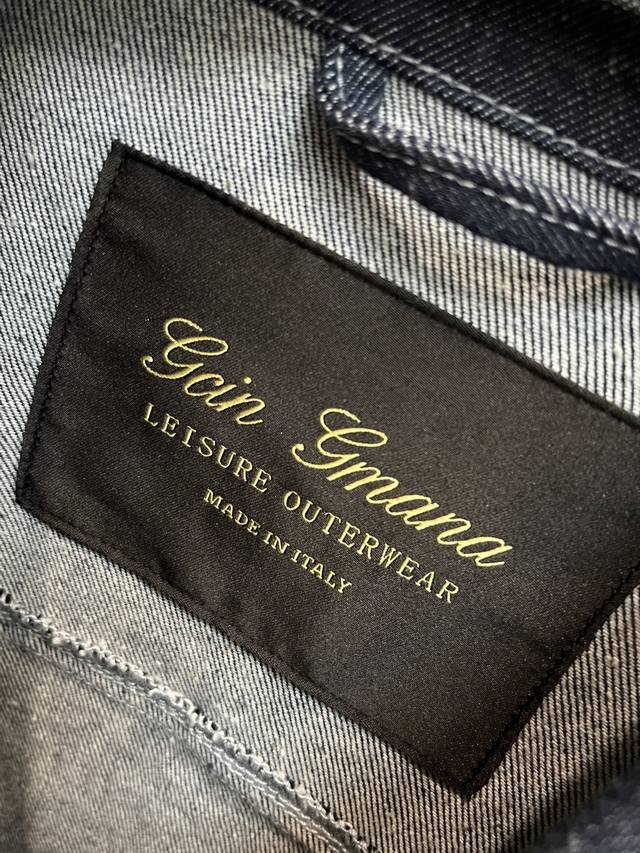 Gcin Gmana
LEISURE OUTERWEAR
MADE IN ITALY